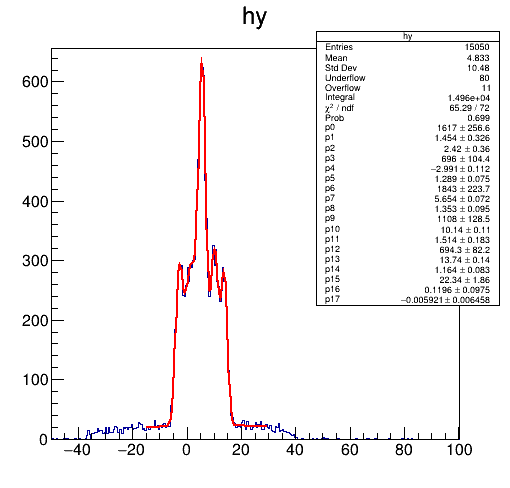 hy
hy
Entries 15050
Mean 4.833
Std Dev 10.48
Underflow 80
Overflow 11
Integral 1.496e+04
χ² / ndf 65.29 / 72
Prob 0.699
p0 1617 ± 256.6
p1 1.454 ± 0.326
p2 2.42 ± 0.36
p3 696 ± 104.4
p4 −2.991 ± 0.112
p5 1.289 ± 0.075
p6 1843 ± 223.7
p7 5.654 ± 0.072
p8 1.353 ± 0.095
p9 1108 ± 128.5
p10 10.14 ± 0.11
p11 1.514 ± 0.183
p12 694.3 ± 82.2
p13 13.74 ± 0.14
p14 1.164 ± 0.083
p15 22.34 ± 1.86
p16 0.1196 ± 0.0975
p17 −0.005921 ± 0.006458
600
500
400
300
200
100
0
−40 −20 0 20 40 60 80 100